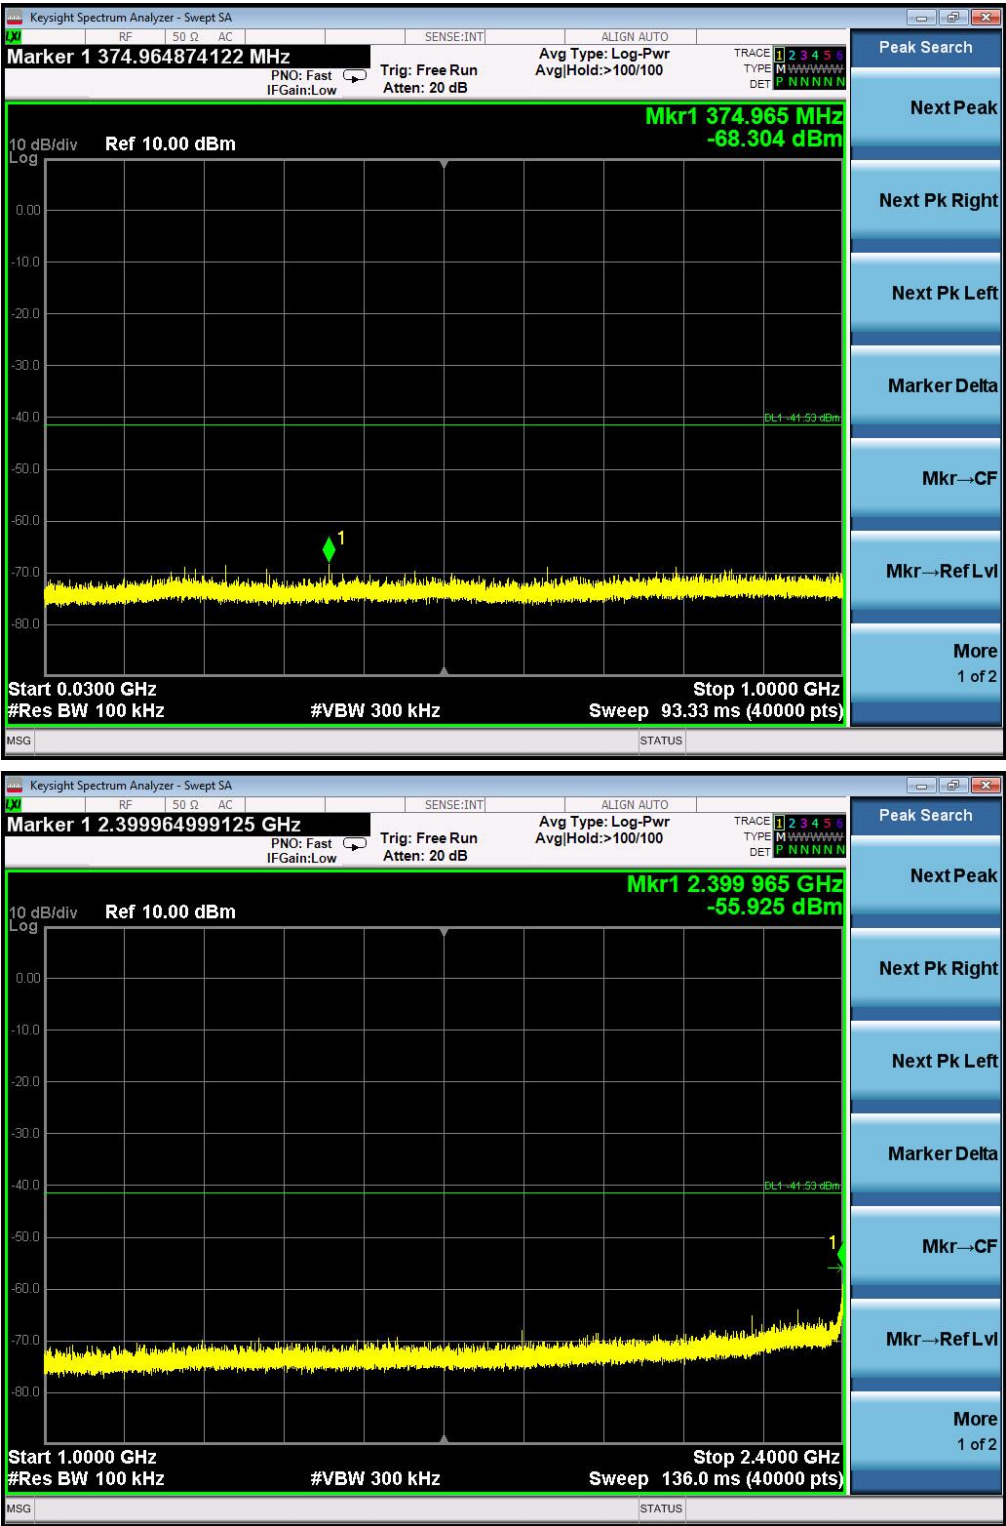 Keysight Spectrum Analyzer - Swept SA
LXI RF 50 Ω AC SENSE:INT ALIGN AUTO
Marker 1 374.964874122 MHz
PNO: Fast
IFGain:Low
Trig: Free Run
Atten: 20 dB
Avg Type: Log-Pwr
Avg|Hold:>100/100
TRACE 1 2 3 4 5 6
TYPE M WWWWW
DET P N N N N N
Mkr1 374.965 MHz
-68.304 dBm
10 dB/div Ref 10.00 dBm
Log
0.00
-10.0
-20.0
-30.0
-40.0
DL1 -41.53 dBm
-50.0
-60.0
1
-70.0
-80.0
Start 0.0300 GHz Stop 1.0000 GHz
#Res BW 100 kHz #VBW 300 kHz Sweep 93.33 ms (40000 pts)
MSG STATUS
Peak Search
Next Peak
Next Pk Right
Next Pk Left
Marker Delta
Mkr→CF
Mkr→Ref Lvl
More
1 of 2
Keysight Spectrum Analyzer - Swept SA
LXI RF 50 Ω AC SENSE:INT ALIGN AUTO
Marker 1 2.399964999125 GHz
PNO: Fast
IFGain:Low
Trig: Free Run
Atten: 20 dB
Avg Type: Log-Pwr
Avg|Hold:>100/100
TRACE 1 2 3 4 5 6
TYPE M WWWWW
DET P N N N N N
Mkr1 2.399 965 GHz
-55.925 dBm
10 dB/div Ref 10.00 dBm
Log
0.00
-10.0
-20.0
-30.0
-40.0
DL1 -41.53 dBm
-50.0
1
-60.0
-70.0
-80.0
Start 1.0000 GHz Stop 2.4000 GHz
#Res BW 100 kHz #VBW 300 kHz Sweep 136.0 ms (40000 pts)
MSG STATUS
Peak Search
Next Peak
Next Pk Right
Next Pk Left
Marker Delta
Mkr→CF
Mkr→Ref Lvl
More
1 of 2